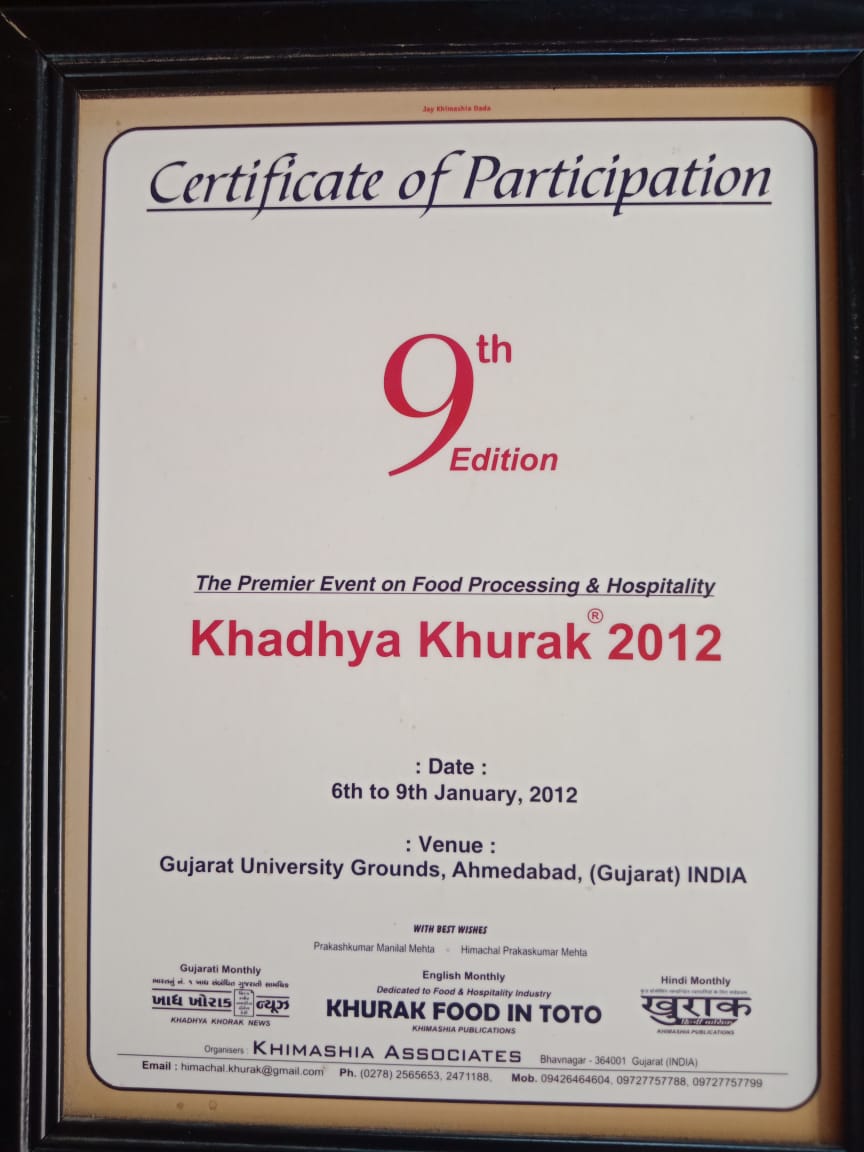 Jay Khimashia Dada
Certificate of Participation
9th
Edition
The Premier Event on Food Processing & Hospitality
Khadhya Khurak® 2012
: Date :
6th to 9th January, 2012
: Venue :
Gujarat University Grounds, Ahmedabad, (Gujarat) INDIA
WITH BEST WISHES
Prakashkumar Manilal Mehta Himachal Prakaskumar Mehta
Gujarati Monthly
ખાદ્ય ખોરાક ન્યૂઝ
KHADHYA KHORAK NEWS
English Monthly
Dedicated to Food & Hospitality Industry
KHURAK FOOD IN TOTO
KHIMASHIA PUBLICATIONS
Hindi Monthly
खुराक
हिन्दी मासिक
KHIMASHIA PUBLICATIONS
Organisers : KHIMASHIA ASSOCIATES Bhavnagar - 364001 Gujarat (INDIA)
Email : himachal.khurak@gmail.com Ph. (0278) 2565653, 2471188, Mob. 09426464604, 09727757788, 09727757799